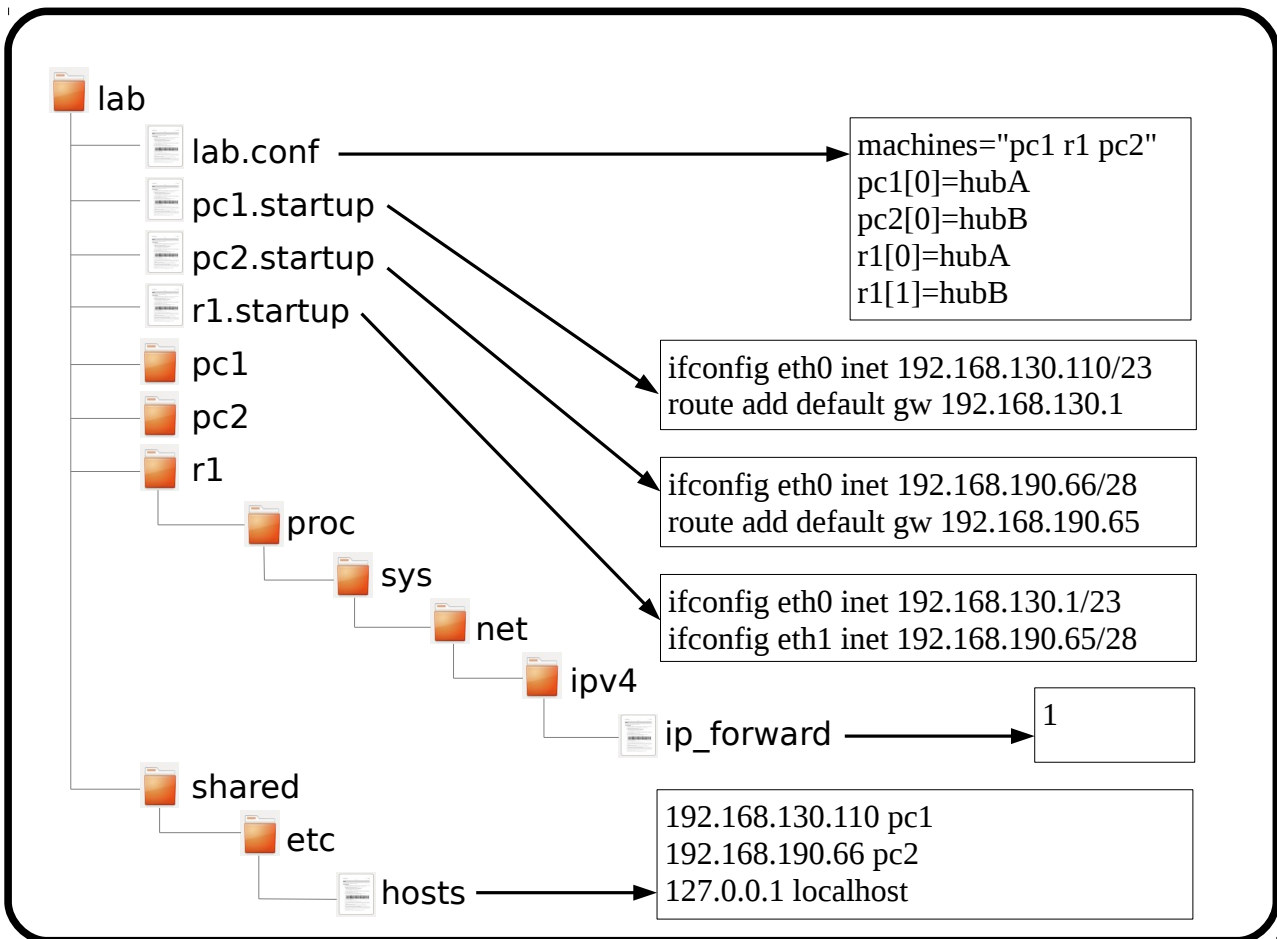 lab
lab.conf
machines="pc1 r1 pc2"
pc1[0]=hubA
pc2[0]=hubB
r1[0]=hubA
r1[1]=hubB
pc1.startup
pc2.startup
r1.startup
ifconfig eth0 inet 192.168.130.110/23
route add default gw 192.168.130.1
pc1
pc2
r1
ifconfig eth0 inet 192.168.190.66/28
route add default gw 192.168.190.65
proc
sys
net
ifconfig eth0 inet 192.168.130.1/23
ifconfig eth1 inet 192.168.190.65/28
ipv4
ip_forward
1
shared
etc
hosts
192.168.130.110 pc1
192.168.190.66 pc2
127.0.0.1 localhost